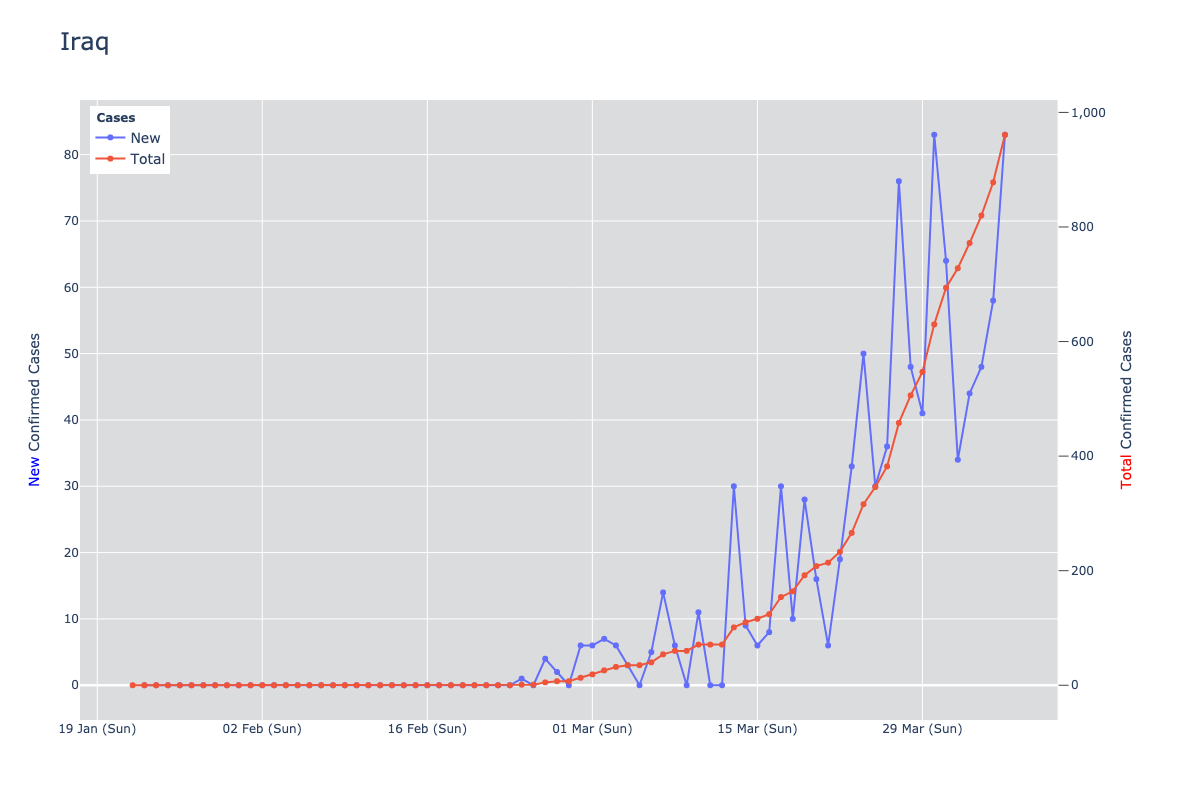 Iraq
Cases
New
Total
80
70
60
50
40
30
20
10
0
1,000
800
600
400
200
0
New Confirmed Cases
Total Confirmed Cases
19 Jan (Sun)
02 Feb (Sun)
16 Feb (Sun)
01 Mar (Sun)
15 Mar (Sun)
29 Mar (Sun)